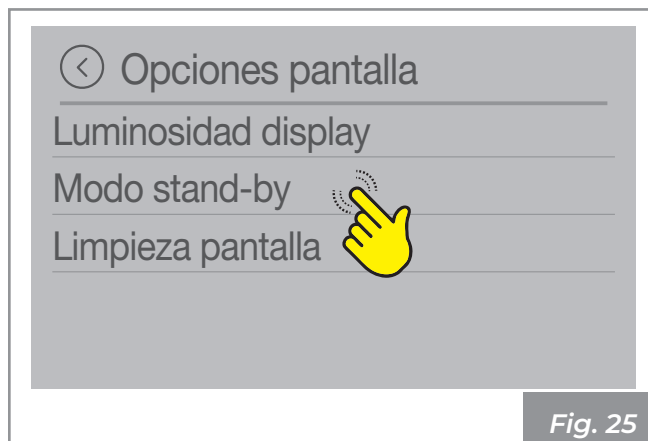 Opciones pantalla
Luminosidad display
Modo stand-by
Limpieza pantalla
Fig. 25